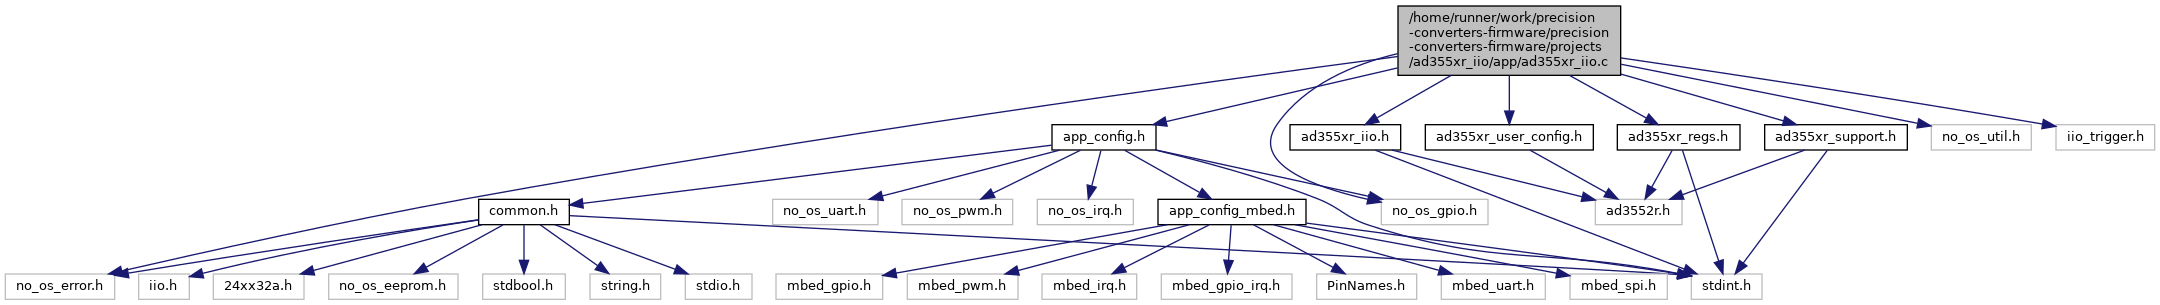 /home/runner/work/precision
-converters-firmware/precision
-converters-firmware/projects
/ad355xr_iio/app/ad355xr_iio.c
app_config.h
ad355xr_iio.h
ad355xr_user_config.h
ad355xr_regs.h
ad355xr_support.h
no_os_util.h
iio_trigger.h
common.h
no_os_uart.h
no_os_pwm.h
no_os_irq.h
app_config_mbed.h
no_os_gpio.h
ad3552r.h
no_os_error.h
iio.h
24xx32a.h
no_os_eeprom.h
stdbool.h
string.h
stdio.h
mbed_gpio.h
mbed_pwm.h
mbed_irq.h
mbed_gpio_irq.h
PinNames.h
mbed_uart.h
mbed_spi.h
stdint.h